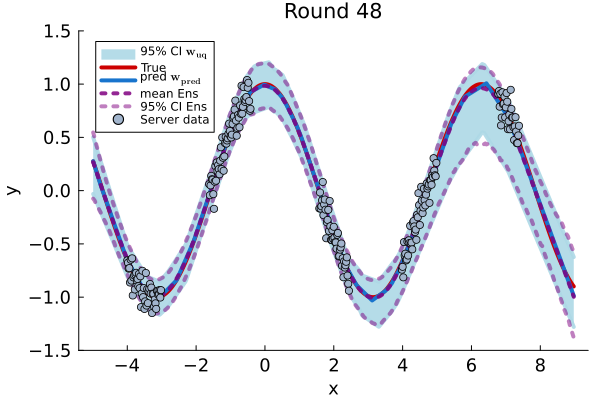 Round 48
1.5
1.0
0.5
0.0
−0.5
−1.0
−1.5
y
95% CI w_uq
True
pred w_pred
mean Ens
95% CI Ens
Server data
−4 −2 0 2 4 6 8
x